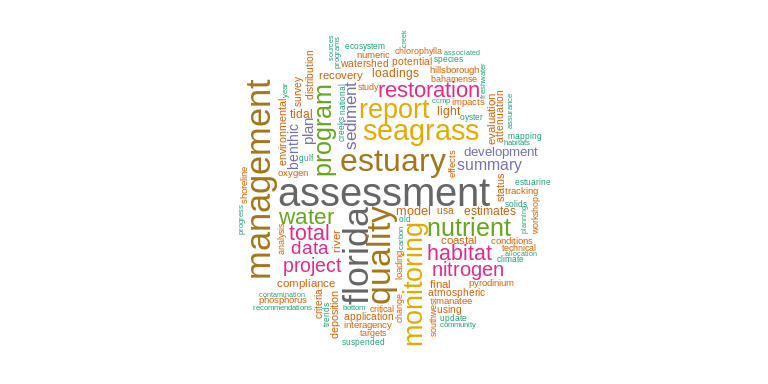 creek
ecosystem
chlorophylla
associated
sources
programs
numeric
watershed
potential
species
freshwater
recovery
loadings
hillsborough
bahamense
year
survey
distribution
study
restoration
ccmp
impacts
national
report
light
oyster
tidal
sediment
program
plan
seagrass
evaluation
attenuation
assurance
mapping
habitats
environmental
benthic
creeks
gulf
estuary
effects
development
summary
management
shoreline
oxygen
estuarine
assessment
status
tracking
solids
workshop
planning
progress
water
florida
quality
old
model
usa
estimates
nutrient
total
river
carbon
monitoring
coastal
conditions
technical
allocation
climate
analysis
data
habitat
project
loading
nitrogen
compliance
final
pyrodinium
atmospheric
contamination
phosphorus
recommendations
criteria
trends
deposition
bottom
critical
change
manatee
using
southwest
application
update
interagency
community
targets
suspended